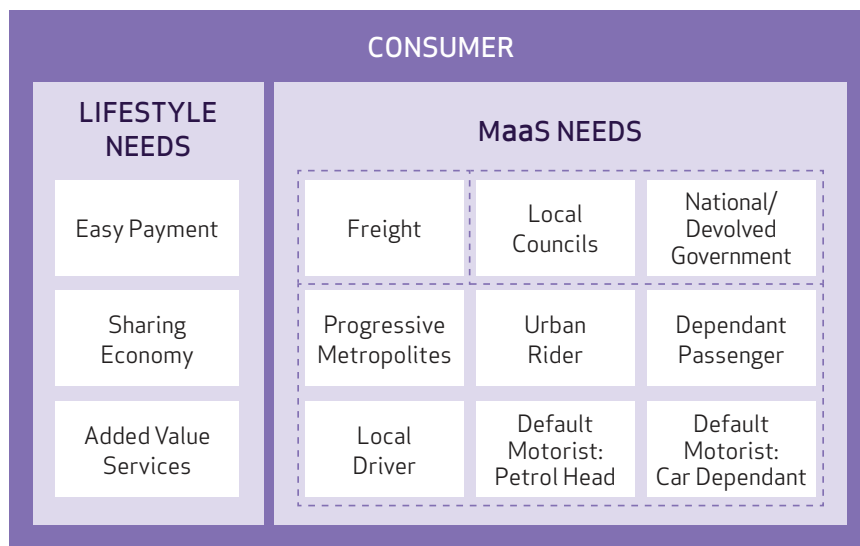 CONSUMER
LIFESTYLE
NEEDS
Easy Payment
Sharing
Economy
Added Value
Services
MaaS NEEDS
Freight
Local
Councils
National/
Devolved
Government
Progressive
Metropolites
Urban
Rider
Dependant
Passenger
Local
Driver
Default
Motorist:
Petrol Head
Default
Motorist:
Car Dependant